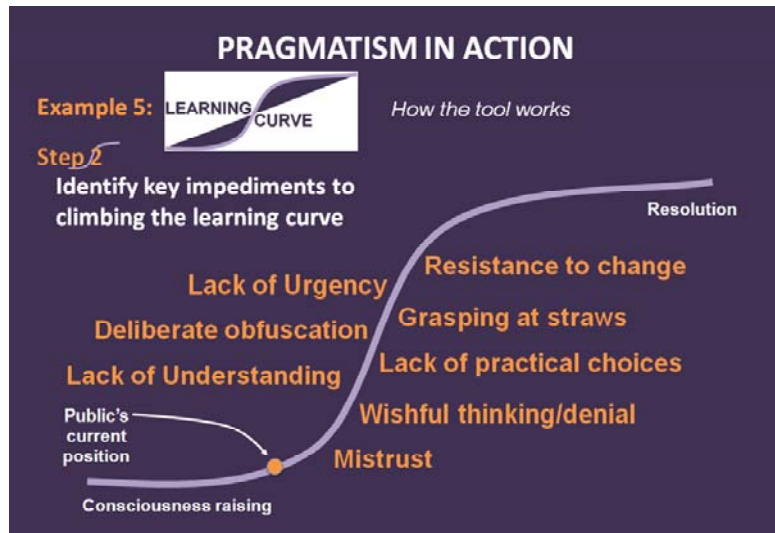 PRAGMATISM IN ACTION
Example 5:
LEARNING
CURVE
How the tool works
Step 2
Identify key impediments to
climbing the learning curve
Resolution
Resistance to change
Lack of Urgency
Grasping at straws
Deliberate obfuscation
Lack of practical choices
Lack of Understanding
Public's
current
position
Wishful thinking/denial
Mistrust
Consciousness raising